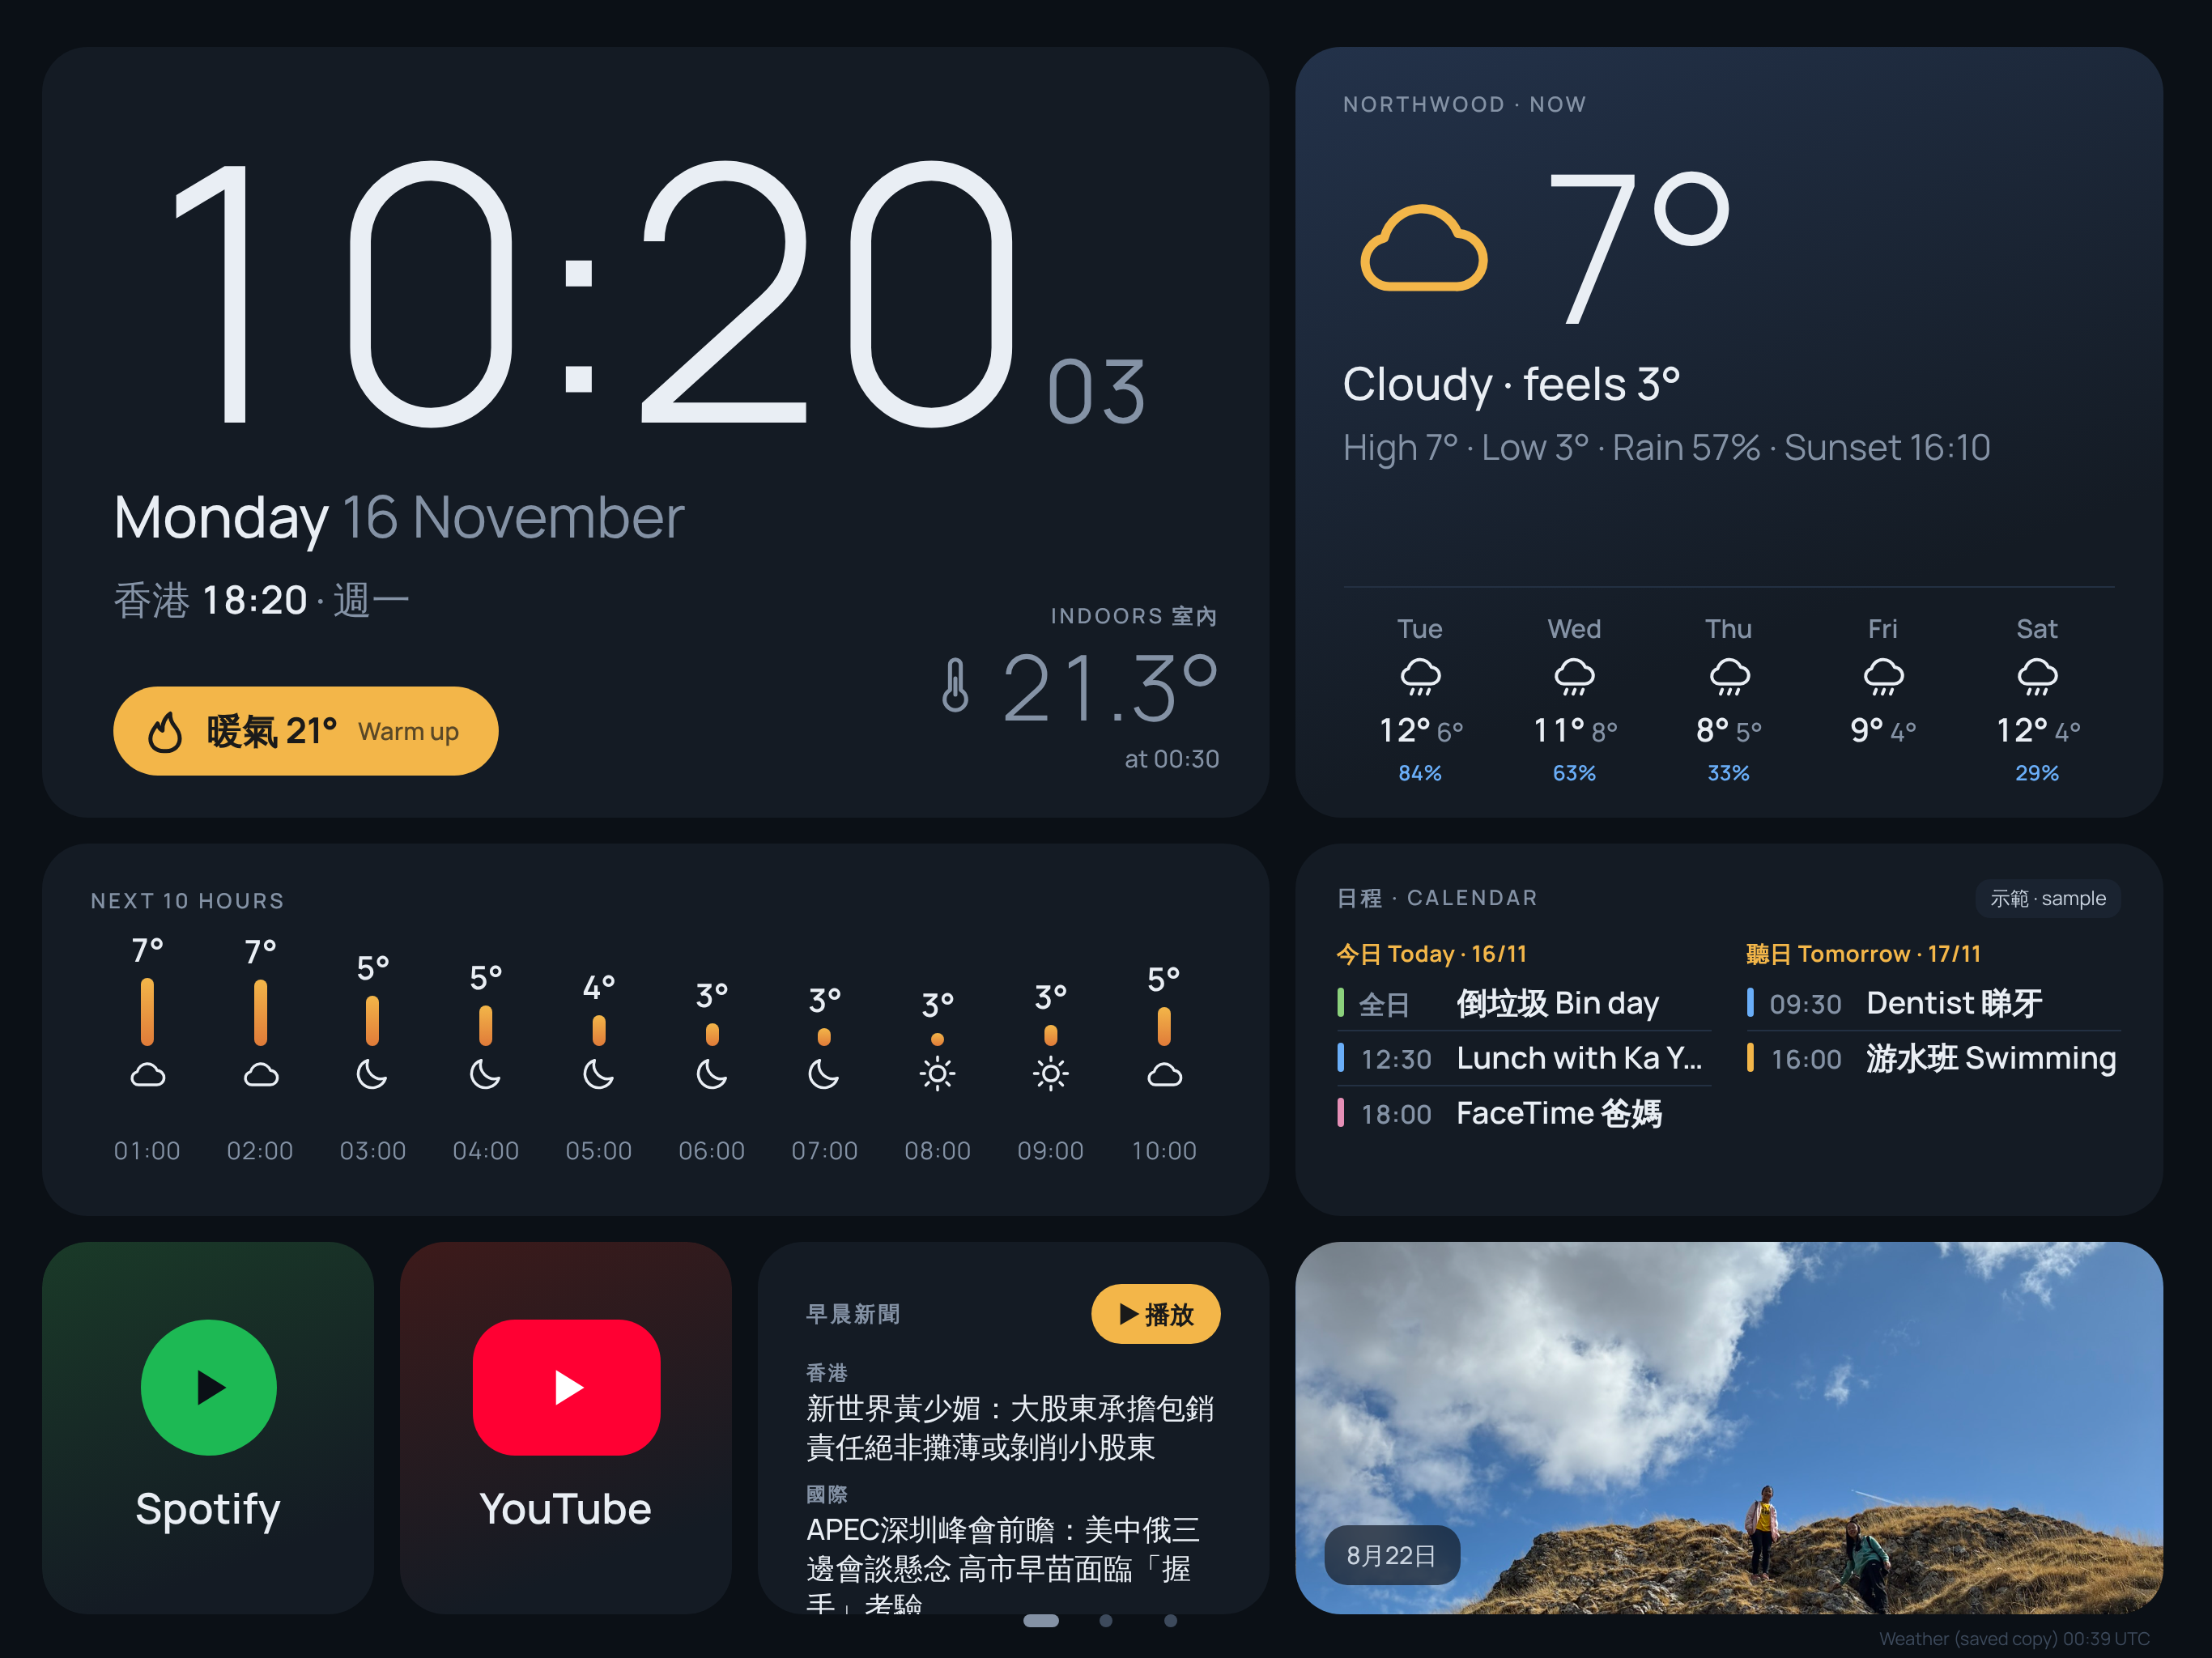 10:20 03
Monday 16 November
香港 18:20 · 週一
暖氣 21° Warm up
INDOORS 室內
21.3°
at 00:30
NORTHWOOD · NOW
7°
Cloudy · feels 3°
High 7° · Low 3° · Rain 57% · Sunset 16:10
Tue Wed Thu Fri Sat
12° 6° 11° 8° 8° 5° 9° 4° 12° 4°
84% 63% 33% 29%
NEXT 10 HOURS
7° 7° 5° 5° 4° 3° 3° 3° 3° 5°
01:00 02:00 03:00 04:00 05:00 06:00 07:00 08:00 09:00 10:00
日程 · CALENDAR
示範 · sample
今日 Today · 16/11
全日 倒垃圾 Bin day
12:30 Lunch with Ka Y...
18:00 FaceTime 爸媽
聽日 Tomorrow · 17/11
09:30 Dentist 睇牙
16:00 游水班 Swimming
Spotify
YouTube
早晨新聞
播放
香港
新世界黃少媚：大股東承擔包銷
責任絕非攤薄或剝削小股東
國際
APEC深圳峰會前瞻：美中俄三
邊會談懸念 高市早苗面臨「握
手」考驗
8月22日
Weather (saved copy) 00:39 UTC